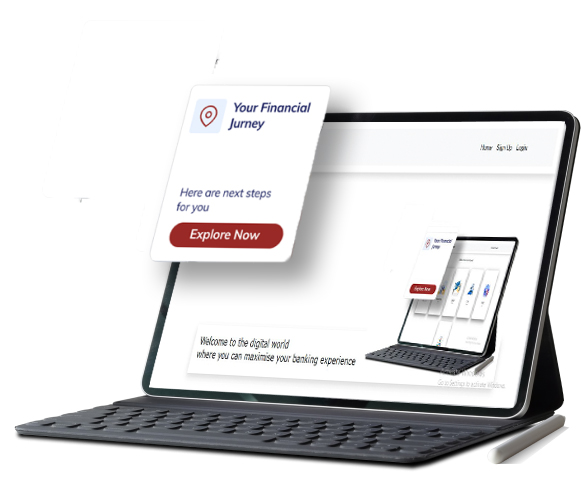 Your Financial
Jurney
Here are next steps
for you
Explore Now
Home Sign Up Login
Your Financial
Jurney
Explore Now
Welcome to the digital world
where you can maximise your banking experience
Go to Settings to activate Windows.